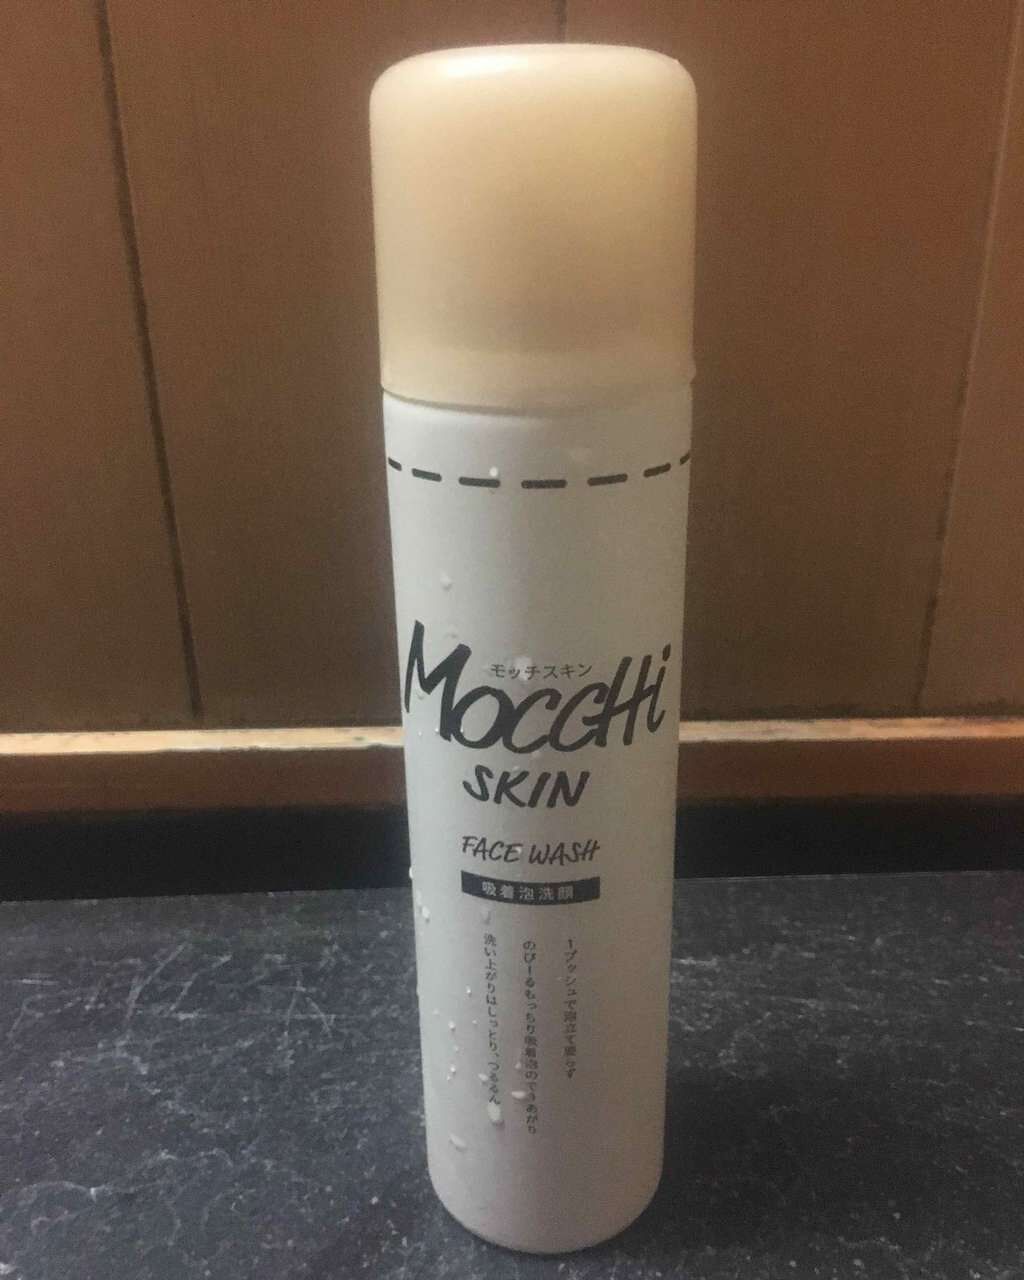 モッチスキン
MOCCHi
SKIN
FACE WASH
吸着泡洗顔
1プッシュで泡立て要らず
のびーるもっちり吸着泡のできあがり
洗い上がりはしっとり、つるるん